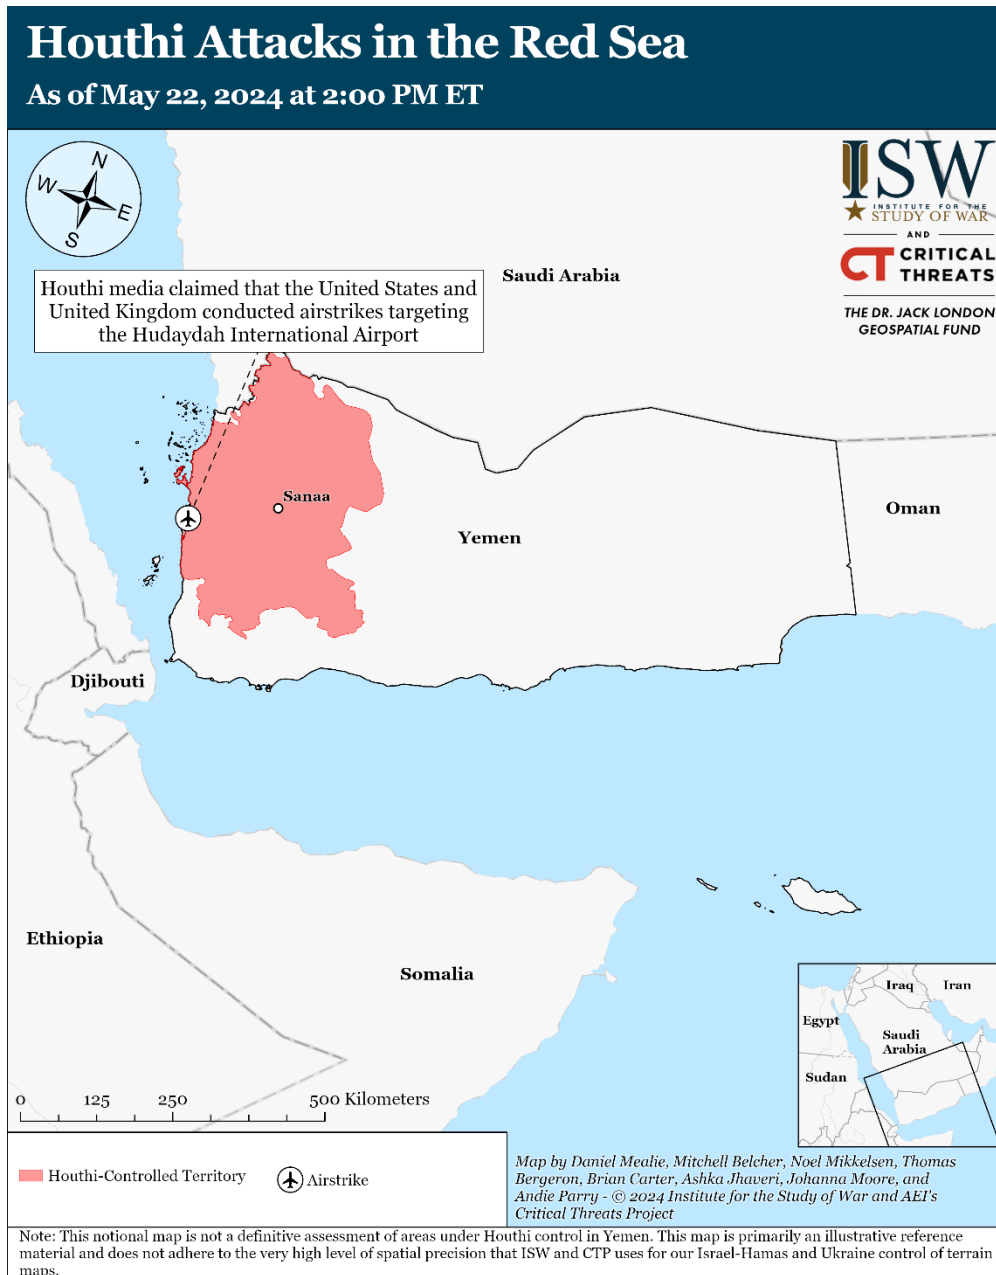 Houthi Attacks in the Red Sea
As of May 22, 2024 at 2:00 PM ET
N
W
E
S
ISW
INSTITUTE FOR THE
STUDY OF WAR
AND
CT CRITICAL
THREATS
THE DR. JACK LONDON
GEOSPATIAL FUND
Houthi media claimed that the United States and
United Kingdom conducted airstrikes targeting
the Hudaydah International Airport
Saudi Arabia
Sanaa
Yemen
Oman
Djibouti
Ethiopia
Somalia
Iraq
Iran
Egypt
Saudi
Arabia
Sudan
0 125 250 500 Kilometers
Houthi-Controlled Territory
Airstrike
Map by Daniel Mealie, Mitchell Belcher, Noel Mikkelsen, Thomas
Bergeron, Brian Carter, Ashka Jhaveri, Johanna Moore, and
Andie Parry - © 2024 Institute for the Study of War and AEI's
Critical Threats Project
Note: This notional map is not a definitive assessment of areas under Houthi control in Yemen. This map is primarily an illustrative reference
material and does not adhere to the very high level of spatial precision that ISW and CTP uses for our Israel-Hamas and Ukraine control of terrain
maps.